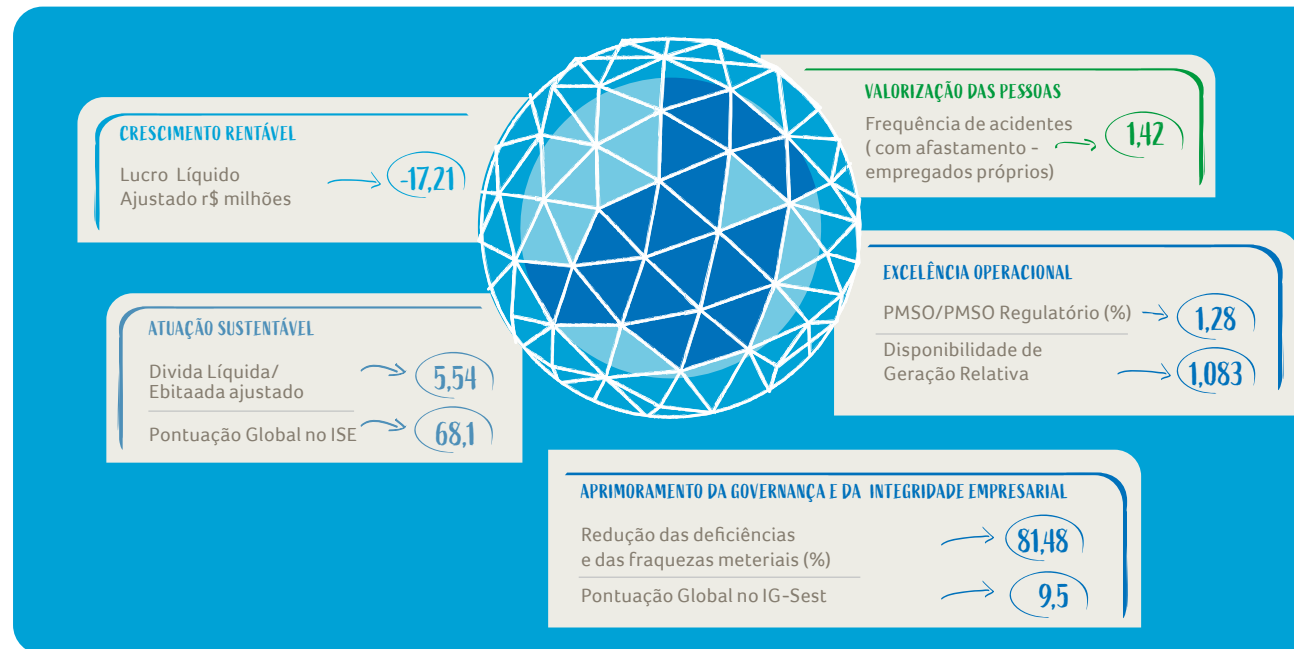 CRESCIMENTO RENTÁVEL
Lucro Líquido
Ajustado r$ milhões
-17,21
VALORIZAÇÃO DAS PESSOAS
Frequência de acidentes
( com afastamento -
empregados próprios)
1,42
ATUAÇÃO SUSTENTÁVEL
Divida Líquida/
Ebitaada ajustado
5,54
Pontuação Global no ISE
68,1
EXCELÊNCIA OPERACIONAL
PMSO/PMSO Regulatório (%)
1,28
Disponibilidade de
Geração Relativa
1,083
APRIMORAMENTO DA GOVERNANÇA E DA INTEGRIDADE EMPRESARIAL
Redução das deficiências
e das fraquezas meteriais (%)
81,48
Pontuação Global no IG-Sest
9,5